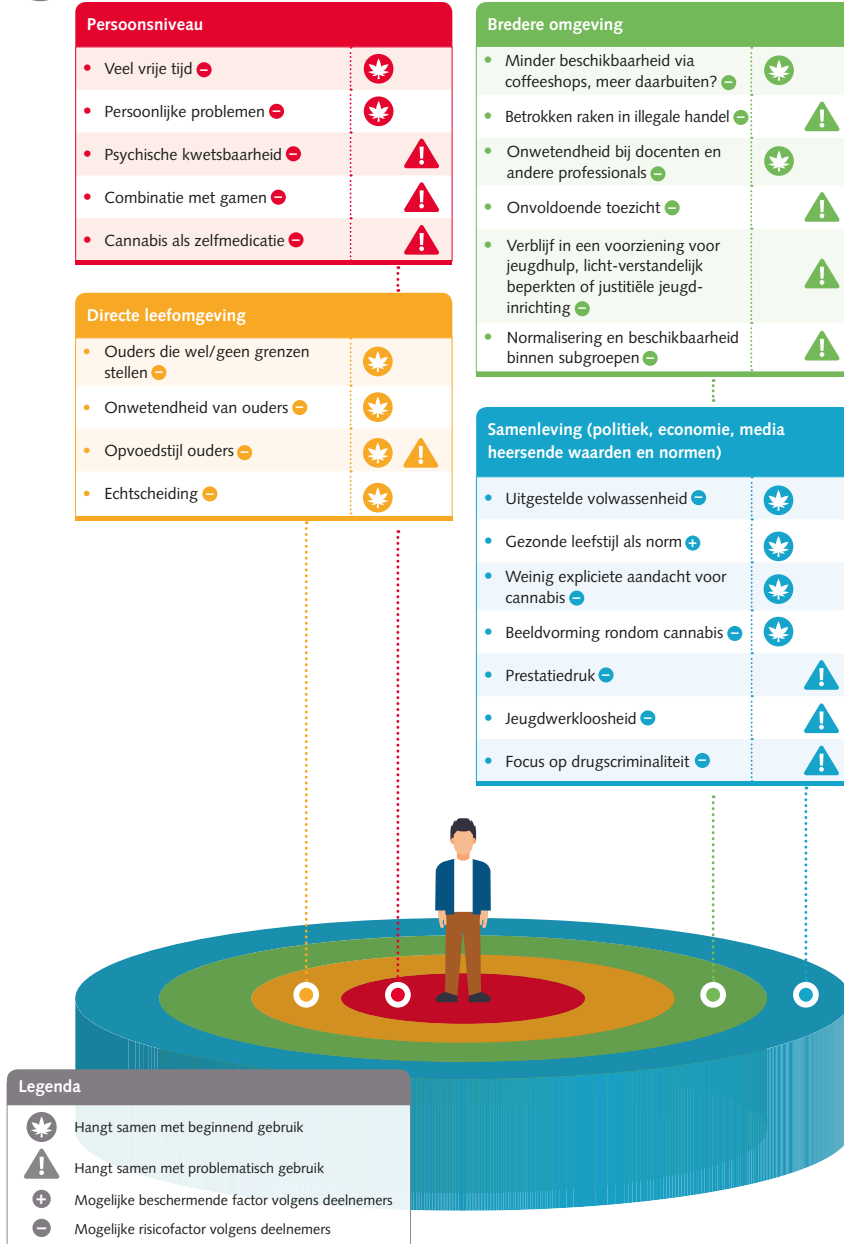 Persoonsniveau
• Veel vrije tijd
• Persoonlijke problemen
• Psychische kwetsbaarheid
• Combinatie met gamen
• Cannabis als zelfmedicatie
Directe leefomgeving
• Ouders die wel/geen grenzen
stellen
• Onwetendheid van ouders
• Opvoedstijl ouders
• Echtscheiding
Bredere omgeving
• Minder beschikbaarheid via
coffeeshops, meer daarbuiten?
• Betrokken raken in illegale handel
• Onwetendheid bij docenten en
andere professionals
• Onvoldoende toezicht
• Verblijf in een voorziening voor
jeugdhulp, licht-verstandelijk
beperkten of justitiële jeugd-
inrichting
• Normalisering en beschikbaarheid
binnen subgroepen
Samenleving (politiek, economie, media
heersende waarden en normen)
• Uitgestelde volwassenheid
• Gezonde leefstijl als norm
• Weinig expliciete aandacht voor
cannabis
• Beeldvorming rondom cannabis
• Prestatiedruk
• Jeugdwerkloosheid
• Focus op drugscriminaliteit
Legenda
Hangt samen met beginnend gebruik
Hangt samen met problematisch gebruik
Mogelijke beschermende factor volgens deelnemers
Mogelijke risicofactor volgens deelnemers